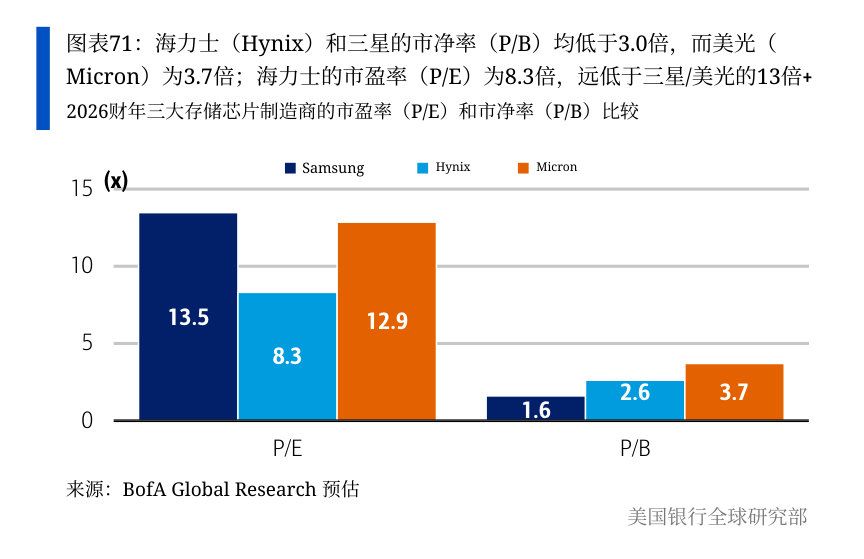 图表71：海力士（Hynix）和三星的市净率（P/B）均低于3.0倍，而美光（
Micron）为3.7倍；海力士的市盈率（P/E）为8.3倍，远低于三星/美光的13倍+
2026财年三大存储芯片制造商的市盈率（P/E）和市净率（P/B）比较
Samsung Hynix Micron
(x)
15
10
5
0
13.5
8.3
12.9
1.6
2.6
3.7
P/E P/B
来源：BofA Global Research 预估
美国银行全球研究部